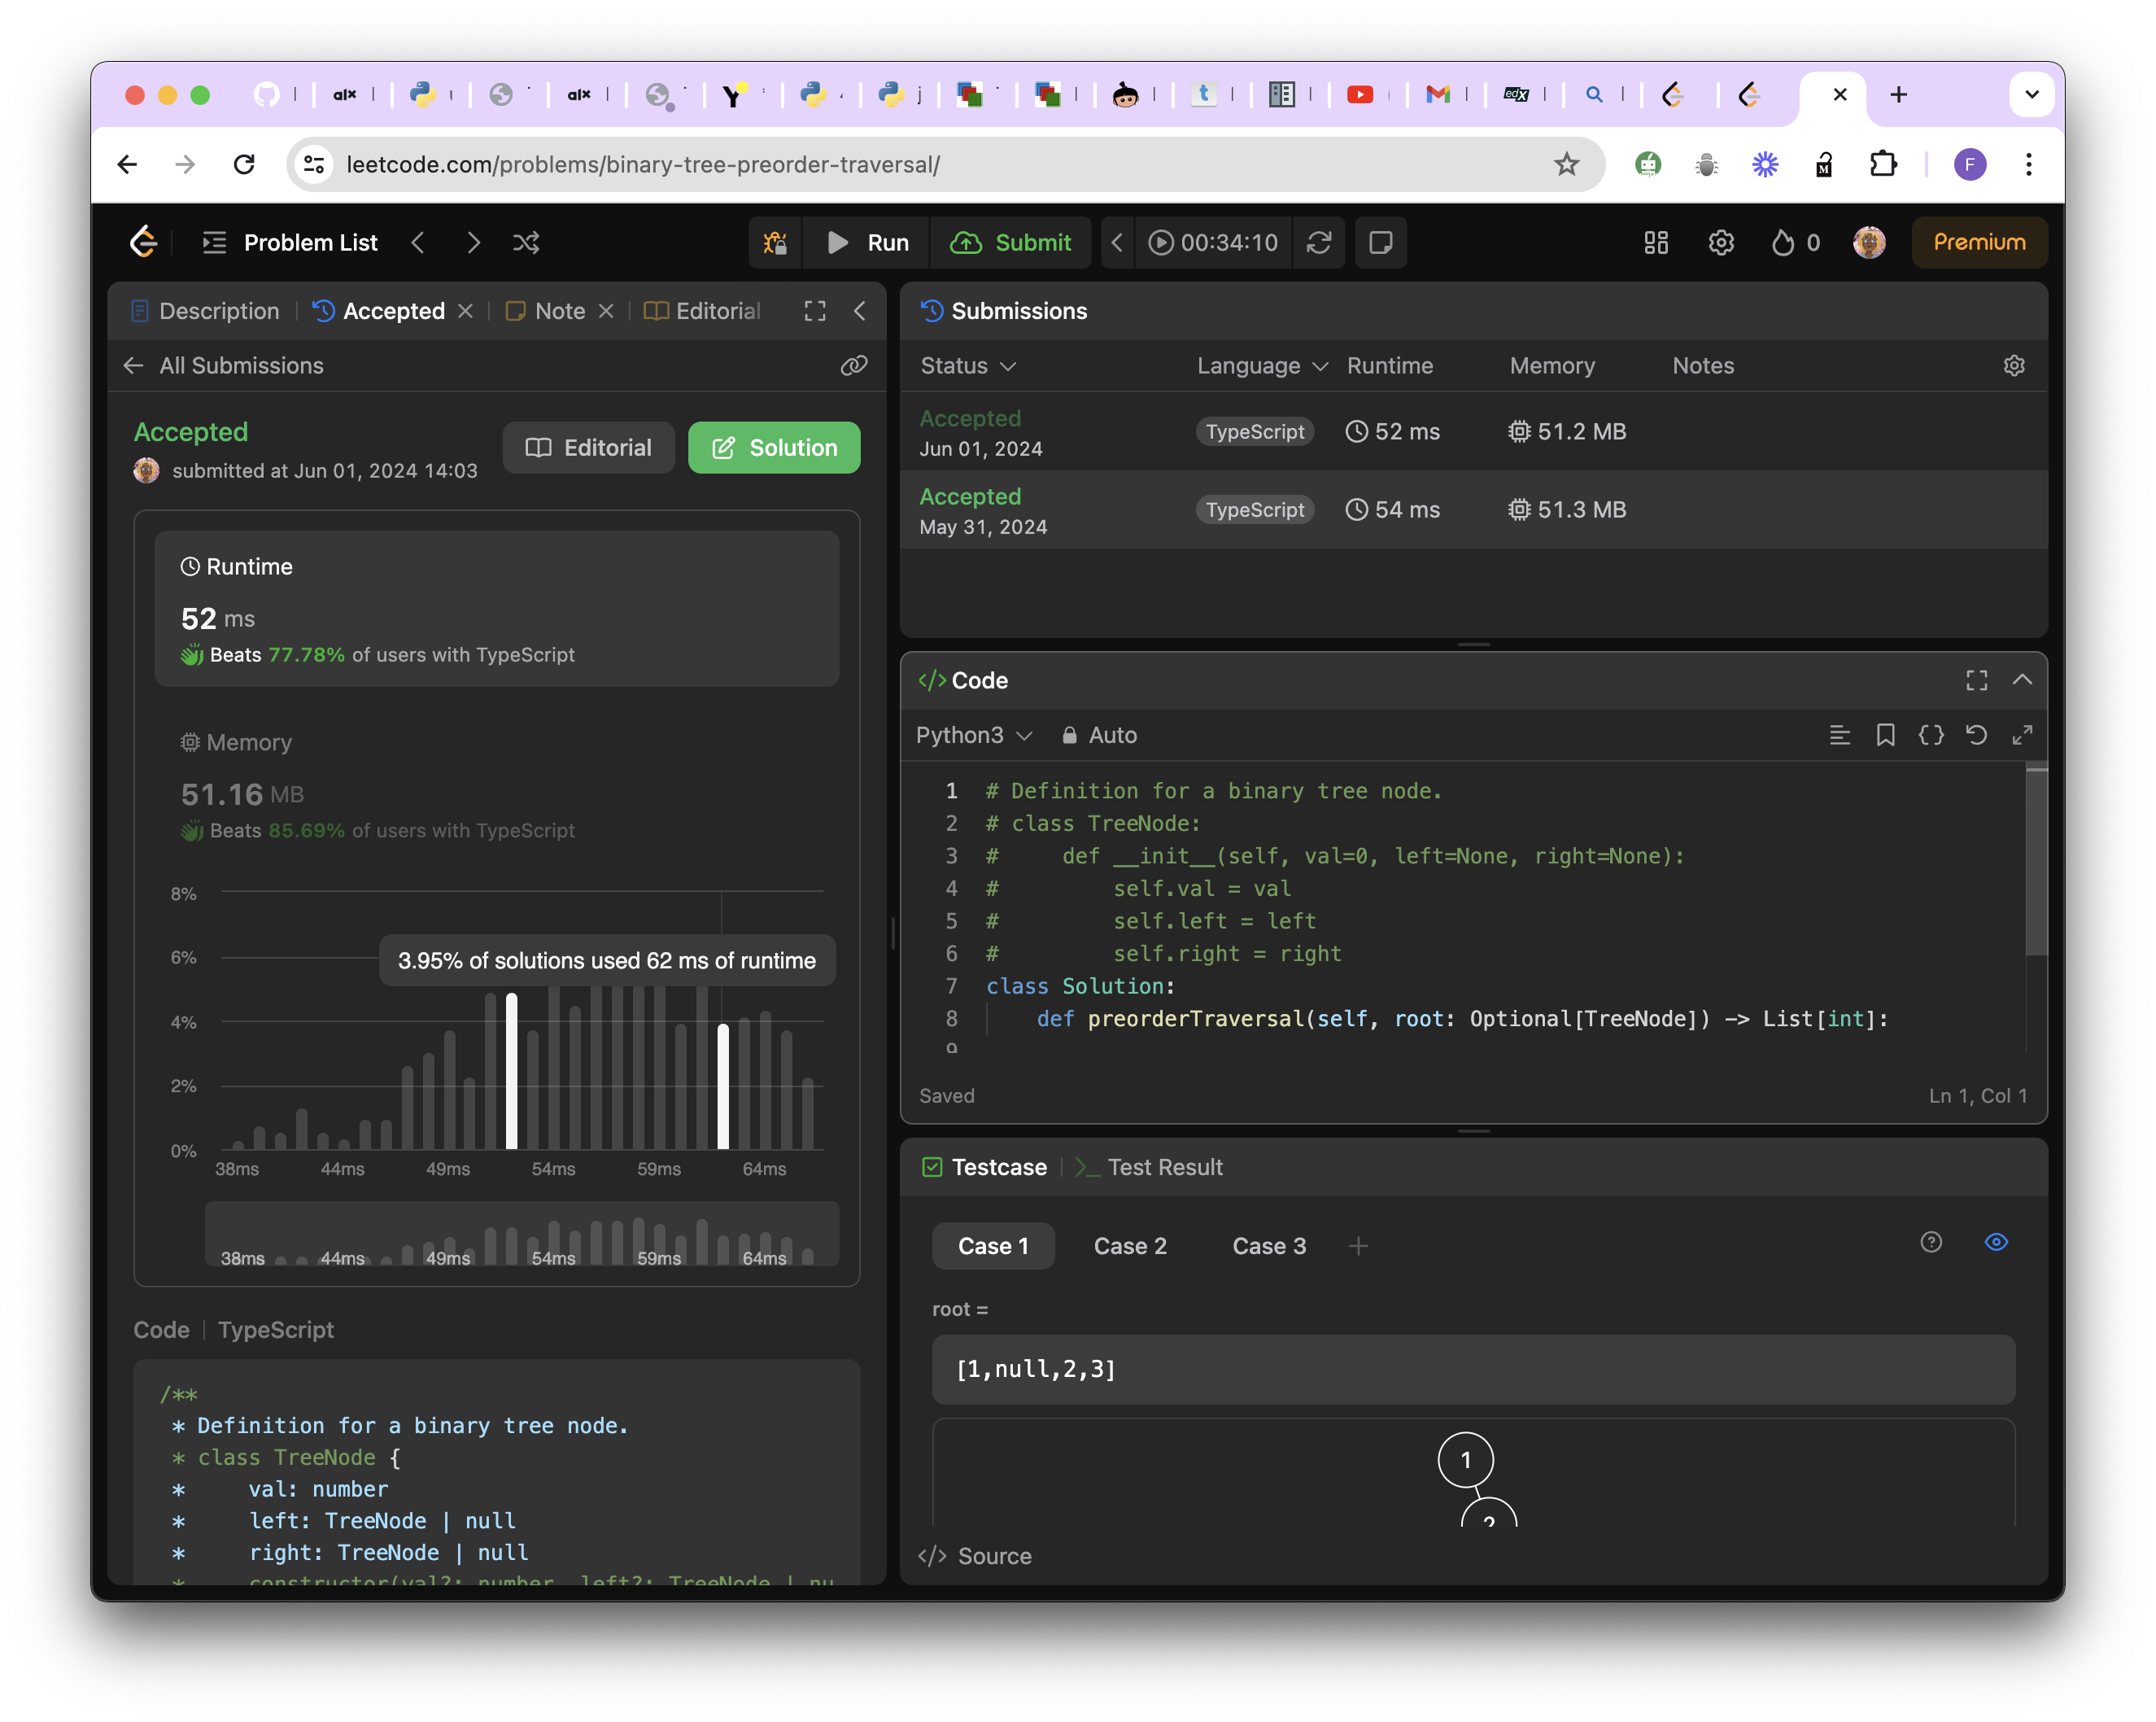 leetcode.com/problems/binary-tree-preorder-traversal/
F
Problem List
Run
Submit
00:34:10
0
Premium
Description
Accepted
Note
Editorial
All Submissions
Accepted
submitted at Jun 01, 2024 14:03
Editorial
Solution
Runtime
52 ms
Beats 77.78% of users with TypeScript
Memory
51.16 MB
Beats 85.69% of users with TypeScript
8%
6%
4%
2%
0%
3.95% of solutions used 62 ms of runtime
38ms 44ms 49ms 54ms 59ms 64ms
38ms 44ms 49ms 54ms 59ms 64ms
Code TypeScript
/**
* Definition for a binary tree node.
* class TreeNode {
*     val: number
*     left: TreeNode | null
*     right: TreeNode | null
*     constructor(val?: number, left?: TreeNode | nu
Submissions
Status Language Runtime Memory Notes
Accepted
Jun 01, 2024
TypeScript 52 ms 51.2 MB
Accepted
May 31, 2024
TypeScript 54 ms 51.3 MB
</> Code
Python3 Auto
1 # Definition for a binary tree node.
2 # class TreeNode:
3 #     def __init__(self, val=0, left=None, right=None):
4 #         self.val = val
5 #         self.left = left
6 #         self.right = right
7 class Solution:
8     def preorderTraversal(self, root: Optional[TreeNode]) -> List[int]:
9
Saved
Ln 1, Col 1
Testcase
>_ Test Result
Case 1 Case 2 Case 3 +
root =
[1,null,2,3]
1
2
</> Source